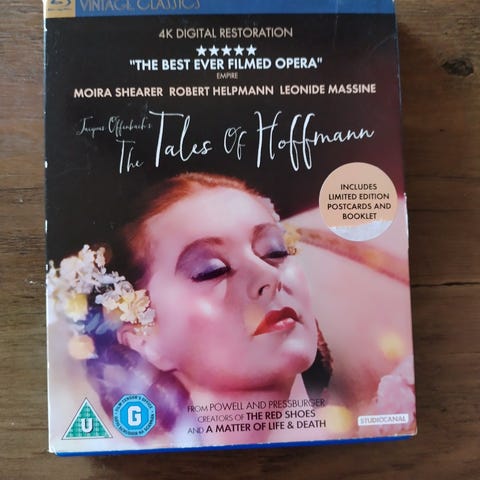 VINTAGE CLASSICS
4K DIGITAL RESTORATION
★★★★★
"THE BEST EVER FILMED OPERA"
EMPIRE
MOIRA SHEARER ROBERT HELPMANN LEONIDE MASSINE
Jacques Offenbach's
The Tales Of Hoffmann
INCLUDES
LIMITED EDITION
POSTCARDS AND
BOOKLET
FROM POWELL AND PRESSBURGER
CREATORS OF THE RED SHOES
AND A MATTER OF LIFE & DEATH
U
G
STUDIOCANAL